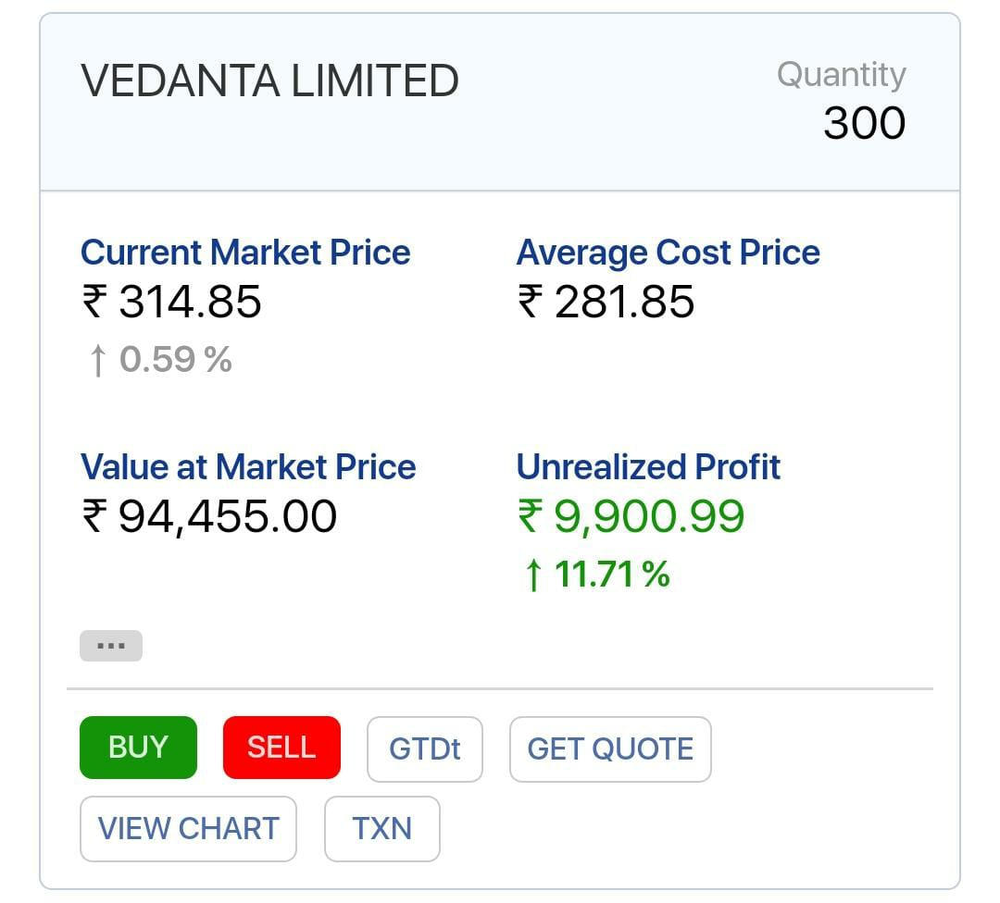 VEDANTA LIMITED
Quantity
300
Current Market Price
₹ 314.85
↑ 0.59 %
Average Cost Price
₹ 281.85
Value at Market Price
₹ 94,455.00
Unrealized Profit
₹ 9,900.99
↑ 11.71 %
...
BUY SELL GTDt GET QUOTE
VIEW CHART TXN